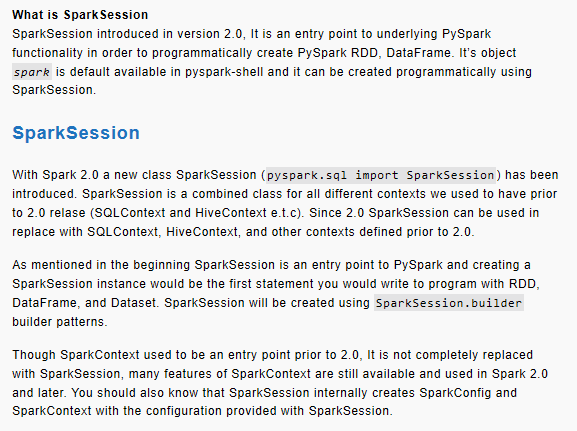 What is SparkSession
SparkSession introduced in version 2.0, It is an entry point to underlying PySpark
functionality in order to programmatically create PySpark RDD, DataFrame. It's object
spark is default available in pyspark-shell and it can be created programmatically using
SparkSession.
SparkSession
With Spark 2.0 a new class SparkSession (pyspark.sql import SparkSession) has been
introduced. SparkSession is a combined class for all different contexts we used to have prior
to 2.0 relase (SQLContext and HiveContext e.t.c). Since 2.0 SparkSession can be used in
replace with SQLContext, HiveContext, and other contexts defined prior to 2.0.
As mentioned in the beginning SparkSession is an entry point to PySpark and creating a
SparkSession instance would be the first statement you would write to program with RDD,
DataFrame, and Dataset. SparkSession will be created using SparkSession.builder
builder patterns.
Though SparkContext used to be an entry point prior to 2.0, It is not completely replaced
with SparkSession, many features of SparkContext are still available and used in Spark 2.0
and later. You should also know that SparkSession internally creates SparkConfig and
SparkContext with the configuration provided with SparkSession.